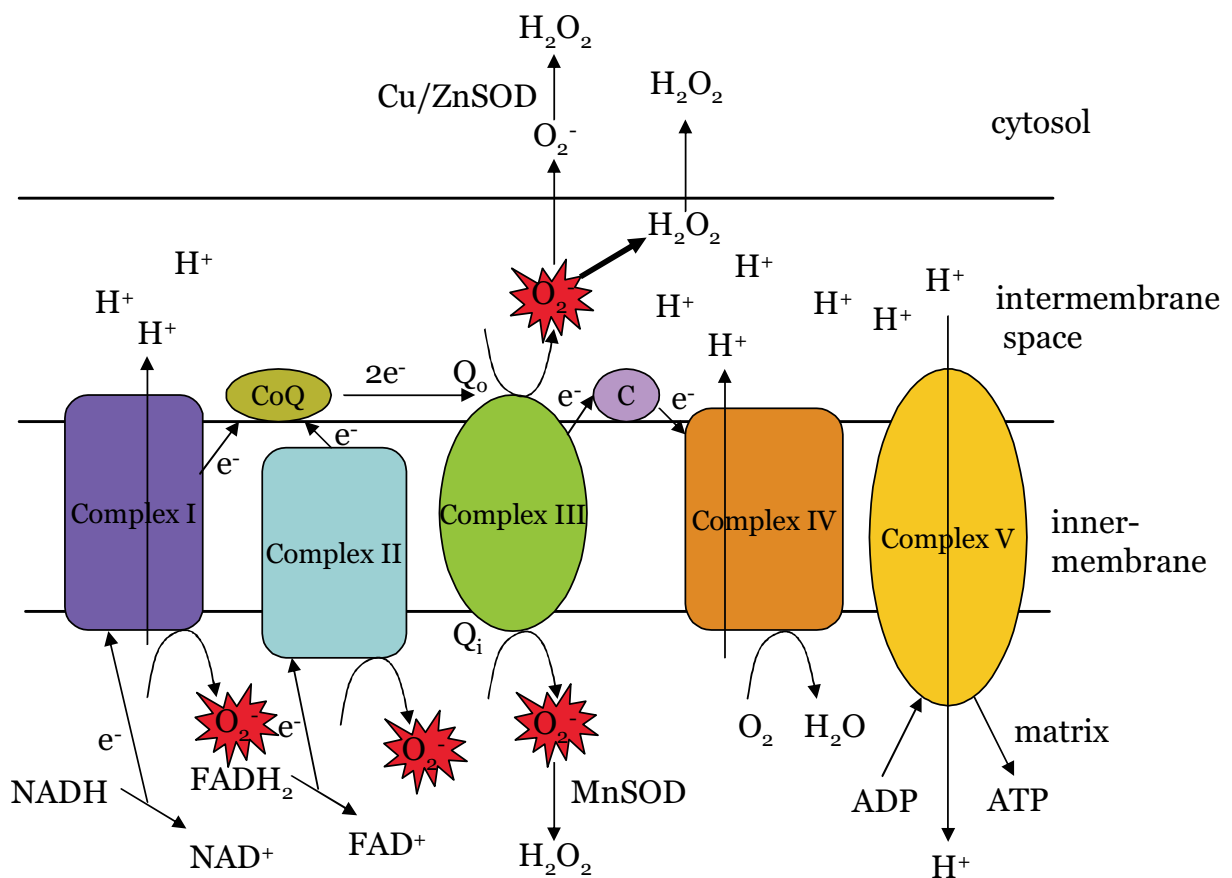 H₂O₂
Cu/ZnSOD
H₂O₂
O₂⁻
cytosol
H₂O₂
H⁺
H⁺
H⁺
H⁺
O₂⁻
H⁺
H⁺
H⁺
H⁺
intermembrane
space
H⁺
H⁺
CoQ
2e⁻
Qₒ
e⁻
C
e⁻
e⁻
e⁻
Complex I
Complex II
Complex III
Complex IV
Complex V
inner-
membrane
Qᵢ
O₂⁻
O₂⁻
O₂⁻
e⁻
e⁻
O₂
H₂O
matrix
NADH
FADH₂
MnSOD
ADP
ATP
NAD⁺
FAD⁺
H₂O₂
H⁺